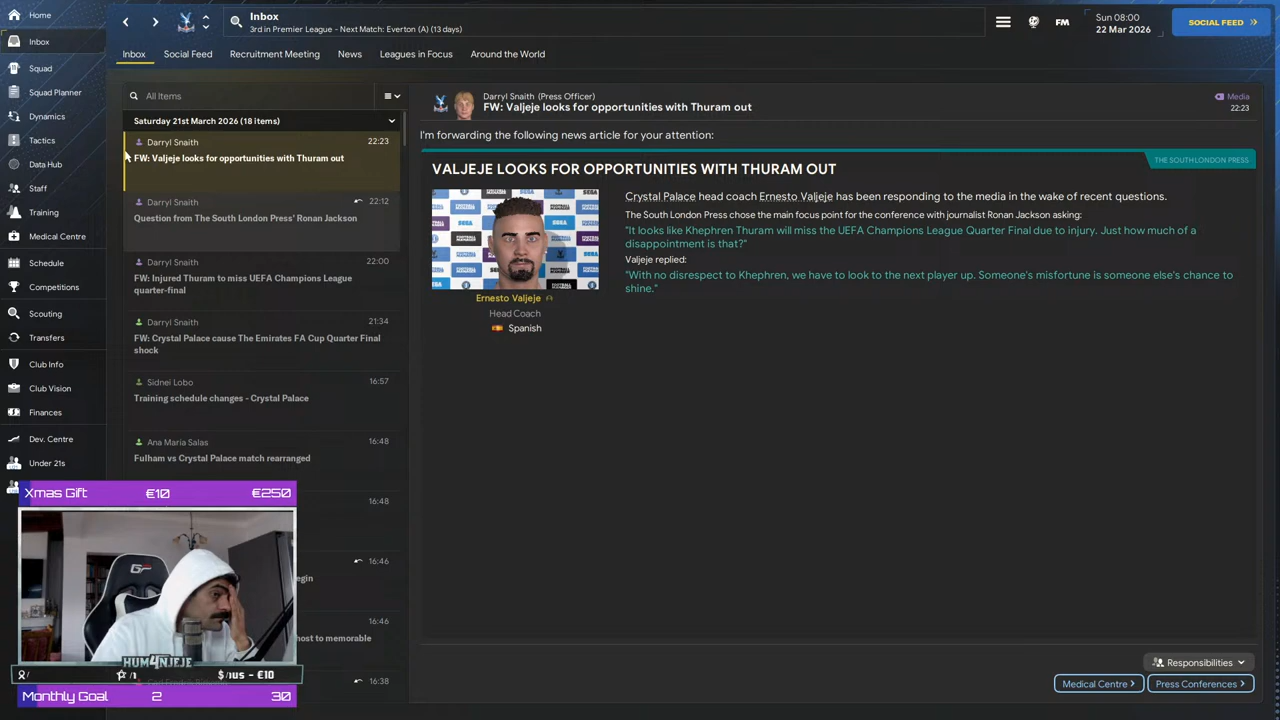 Home
Inbox
Squad
Squad Planner
Dynamics
Tactics
Data Hub
Staff
Training
Medical Centre
Schedule
Competitions
Scouting
Transfers
Club Info
Club Vision
Finances
Dev. Centre
Under 21s
Inbox
3rd in Premier League - Next Match: Everton (A) (13 days)
FM
Sun 08:00
22 Mar 2026
SOCIAL FEED
Inbox
Social Feed
Recruitment Meeting
News
Leagues in Focus
Around the World
All Items
Saturday 21st March 2026 (18 items)
Darryl Snaith 22:23
FW: Valjeje looks for opportunities with Thuram out
Darryl Snaith 22:12
Question from The South London Press' Ronan Jackson
Darryl Snaith 22:00
FW: Injured Thuram to miss UEFA Champions League
quarter-final
Darryl Snaith 21:34
FW: Crystal Palace cause The Emirates FA Cup Quarter Final
shock
Sidnei Lobo 16:57
Training schedule changes - Crystal Palace
Ana Maria Salas 16:48
Fulham vs Crystal Palace match rearranged
16:48
16:46
16:46
to memorable
16:38
Darryl Snaith (Press Officer)
FW: Valjeje looks for opportunities with Thuram out
Media
22:23
I'm forwarding the following news article for your attention:
THE SOUTH LONDON PRESS
VALJEJE LOOKS FOR OPPORTUNITIES WITH THURAM OUT
Crystal Palace head coach Ernesto Valjeje has been responding to the media in the wake of recent questions.
The South London Press chose the main focus point for the conference with journalist Ronan Jackson asking:
"It looks like Khephren Thuram will miss the UEFA Champions League Quarter Final due to injury. Just how much of a
disappointment is that?"
Valjeje replied:
"With no disrespect to Khephren, we have to look to the next player up. Someone's misfortune is someone else's chance to
shine."
SEGA
Ernesto Valjeje
Head Coach
Spanish
Responsibilities
Medical Centre
Press Conferences
Xmas Gift €10 €250
GF
HUM4NJEJE
- €10
Monthly Goal 2 30